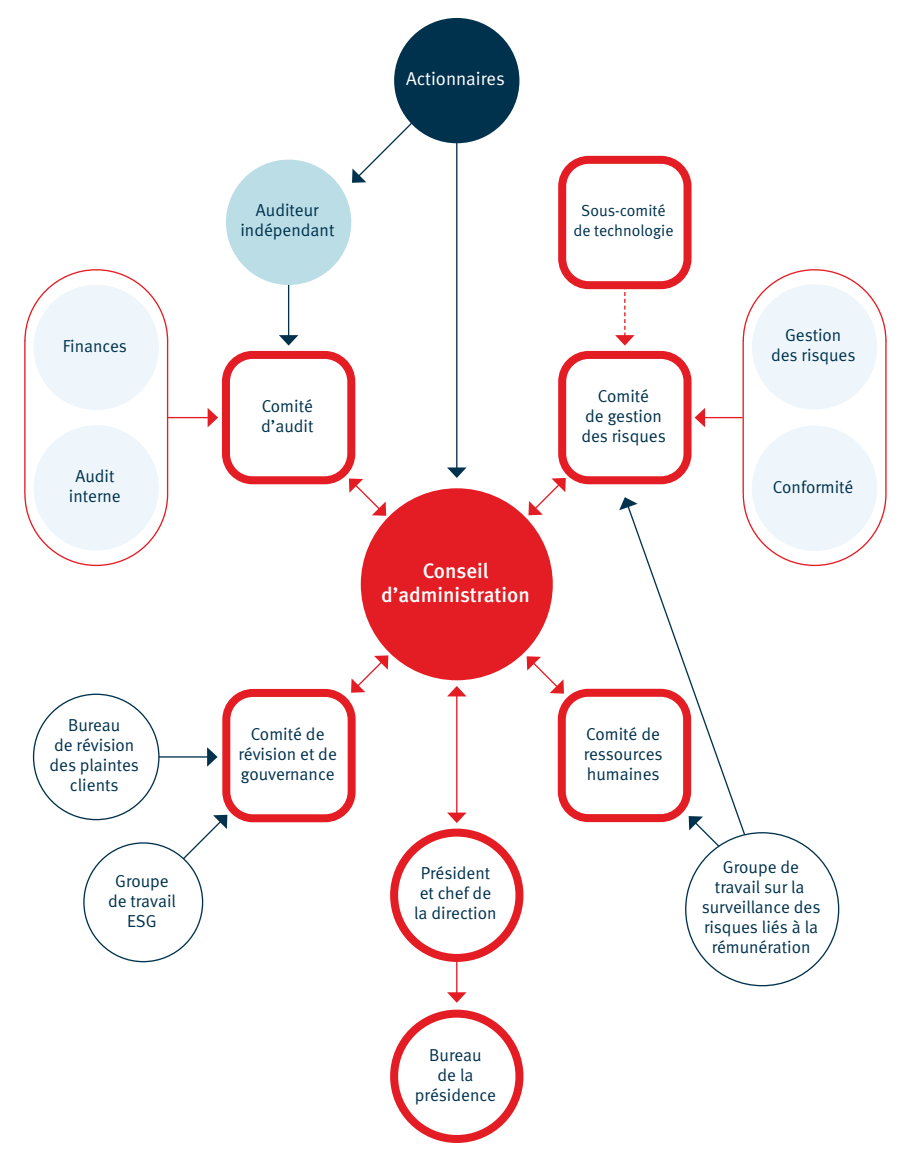 Actionnaires
Auditeur
indépendant
Sous-comité
de technologie
Finances
Audit
interne
Comité
d’audit
Comité
de gestion
des risques
Gestion
des risques
Conformité
Conseil
d’administration
Bureau
de révision
des plaintes
clients
Groupe
de travail
ESG
Comité de
révision et de
gouvernance
Comité de
ressources
humaines
Président
et chef de
la direction
Groupe de
travail sur la
surveillance des
risques liés à la
rémunération
Bureau
de la
présidence